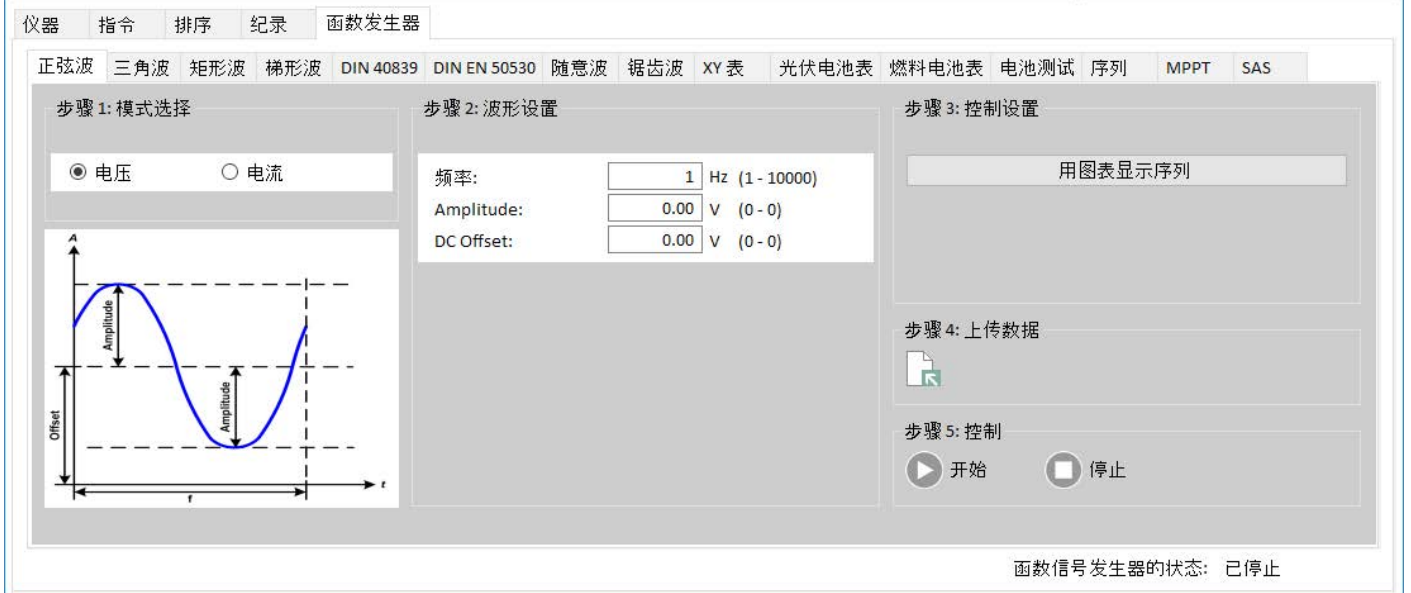 仪器 指令 排序 纪录 函数发生器
正弦波 三角波 矩形波 梯形波 DIN 40839 DIN EN 50530 随意波 锯齿波 XY 表 光伏电池表 燃料电池表 电池测试 序列 MPPT SAS
步骤 1: 模式选择
电压 电流
A
Amplitude
Amplitude
Offset
t
f
步骤 2: 波形设置
频率: 1 Hz (1 - 10000)
Amplitude: 0.00 V (0 - 0)
DC Offset: 0.00 V (0 - 0)
步骤 3: 控制设置
用图表显示序列
步骤 4: 上传数据
步骤 5: 控制
开始 停止
函数信号发生器的状态: 已停止